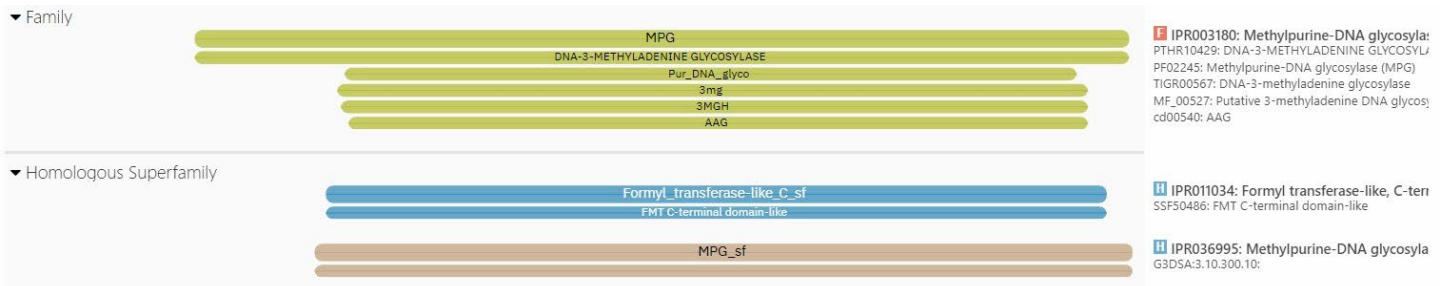 Family
MPG
DNA-3-METHYLADENINE GLYCOSYLASE
Pur_DNA_glyco
3mg
3MGH
AAG
F IPR003180: Methylpurine-DNA glycosylas
PTHR10429: DNA-3-METHYLADENINE GLYCOSYLA
PF02245: Methylpurine-DNA glycosylase (MPG)
TIGR00567: DNA-3-methyladenine glycosylase
MF_00527: Putative 3-methyladenine DNA glycosy
cd00540: AAG
Homologous Superfamily
Formyl_transferase-like_C_sf
FMT C-terminal domain-like
H IPR011034: Formyl transferase-like, C-terr
SSF50486: FMT C-terminal domain-like
MPG_sf
H IPR036995: Methylpurine-DNA glycosyla
G3DSA:3.10.300.10: